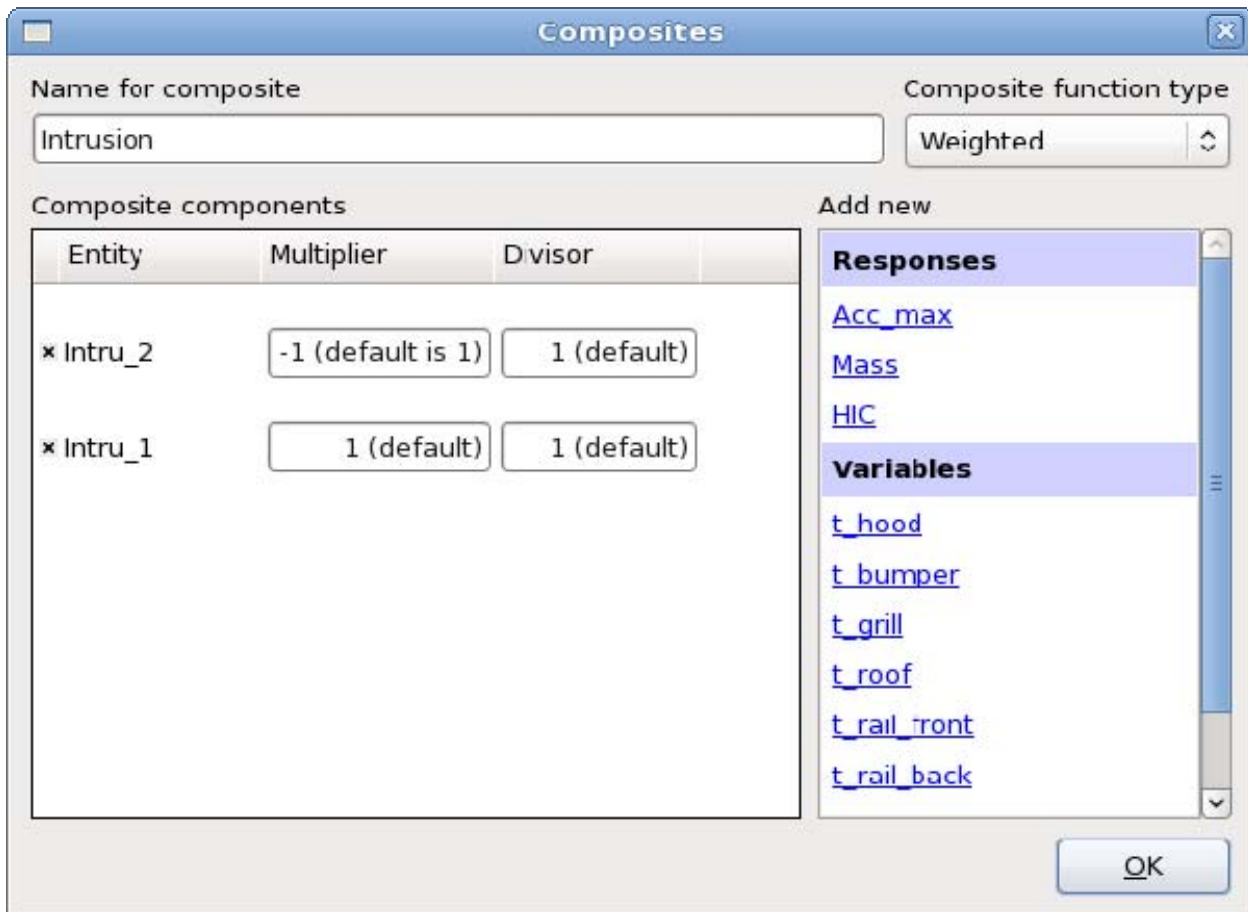 Composites
Name for composite
Composite function type
Intrusion
Weighted
Composite components
Add new
Entity Multiplier Divisor
Intru_2 -1 (default is 1) 1 (default)
Intru_1 1 (default) 1 (default)
Responses
Acc_max
Mass
HIC
Variables
t_hood
t_bumper
t_grill
t_roof
t_rail_front
t_rail_back
OK